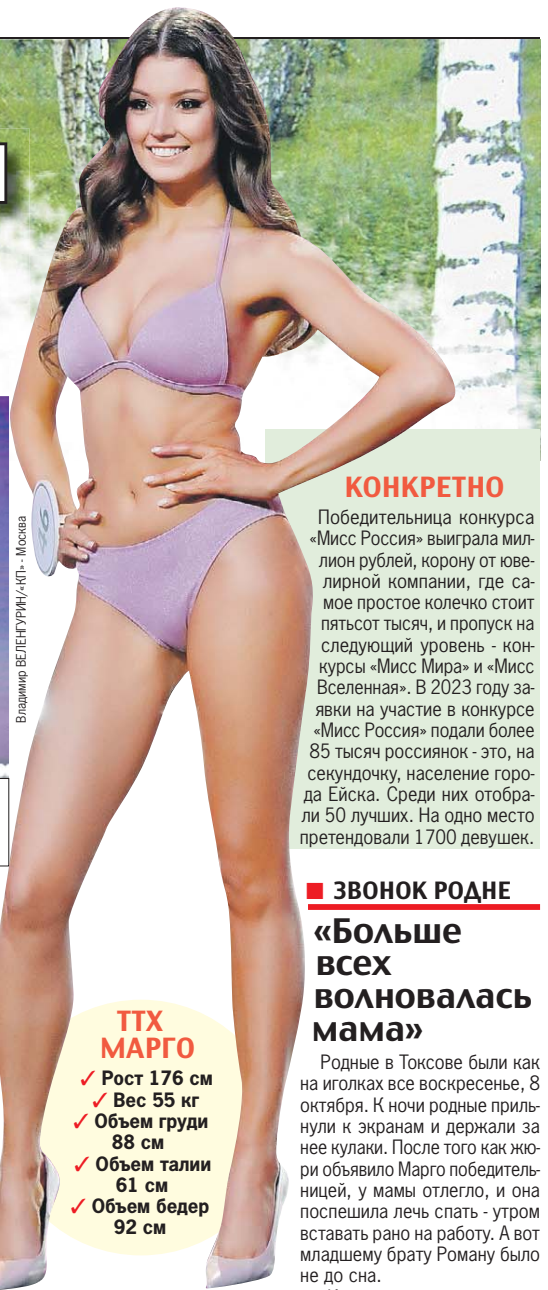 КОНКРЕТНО
Победительница конкурса
«Мисс Россия» выиграла мил-
лион рублей, корону от юве-
лирной компании, где са-
мое простое колечко стоит
пятьсот тысяч, и пропуск на
следующий уровень - кон-
курсы «Мисс Мира» и «Мисс
Вселенная». В 2023 году за-
явки на участие в конкурсе
«Мисс Россия» подали более
85 тысяч россиянок - это, на
секундочку, население горо-
да Ейска. Среди них отобра-
ли 50 лучших. На одно место
претендовали 1700 девушек.
Владимир ВЕЛЕНГУРИН/«КП» - Москва
46
ЗВОНОК РОДНЕ
«Больше
всех
волновалась
мама»
Родные в Токсове были как
на иголках все воскресенье, 8
октября. К ночи родные приль-
нули к экранам и держали за
нее кулаки. После того как жю-
ри объявило Марго победитель-
ницей, у мамы отлегло, и она
поспешила лечь спать - утром
вставать рано на работу. А вот
младшему брату Роману было
не до сна.
ТТХ
МАРГО
✓ Рост 176 см
✓ Вес 55 кг
✓ Объем груди
88 см
✓ Объем талии
61 см
✓ Объем бедер
92 см